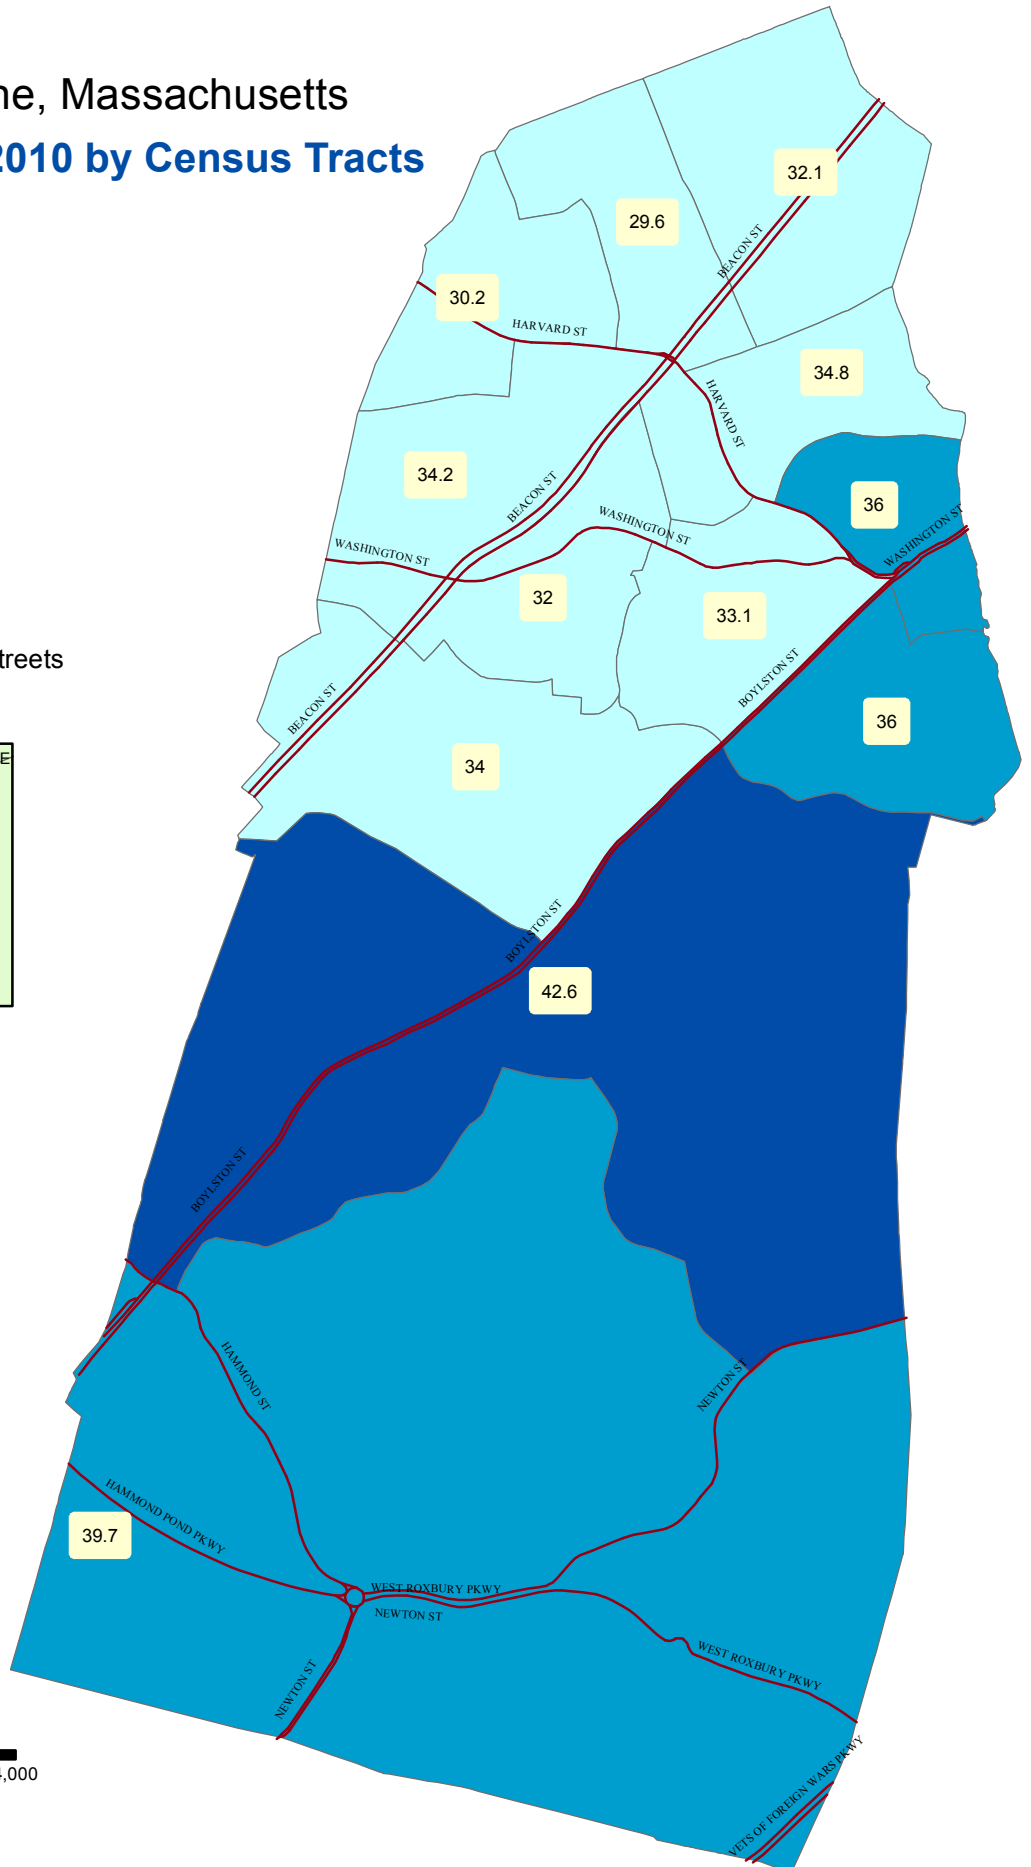 ne, Massachusetts
2010 by Census Tracts
32.1
29.6
BEACON ST
30.2
HARVARD ST
34.8
HARVARD ST
34.2
BEACON ST
36
WASHINGTON ST
WASHINGTON ST
WASHINGTON ST
32
33.1
treets
BOYLSTON ST
BEACON ST
36
E
34
BOYLSTON ST
42.6
BOYLSTON ST
HAMMOND ST
NEWTON ST
HAMMOND POND PKWY
39.7
WEST ROXBURY PKWY
NEWTON ST
WEST ROXBURY PKWY
NEWTON ST
VETS OF FOREIGN WARS PKWY
4,000